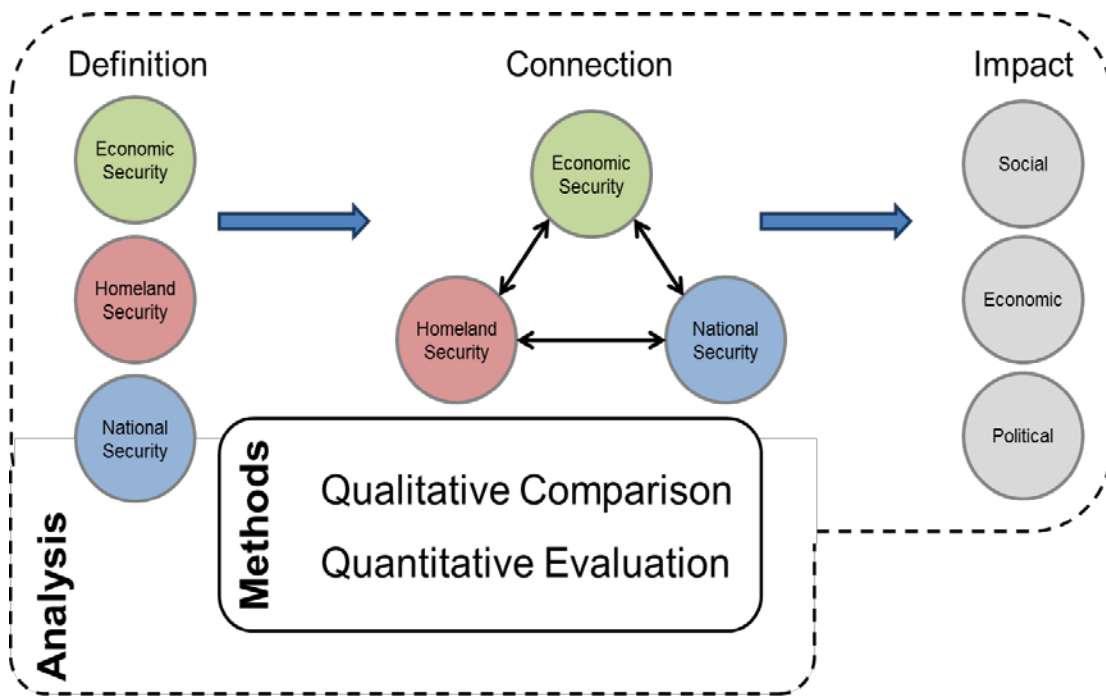 Definition
Connection
Impact
Economic
Security
Homeland
Security
National
Security
Economic
Security
Homeland
Security
National
Security
Social
Economic
Political
Analysis
Methods
Qualitative Comparison
Quantitative Evaluation